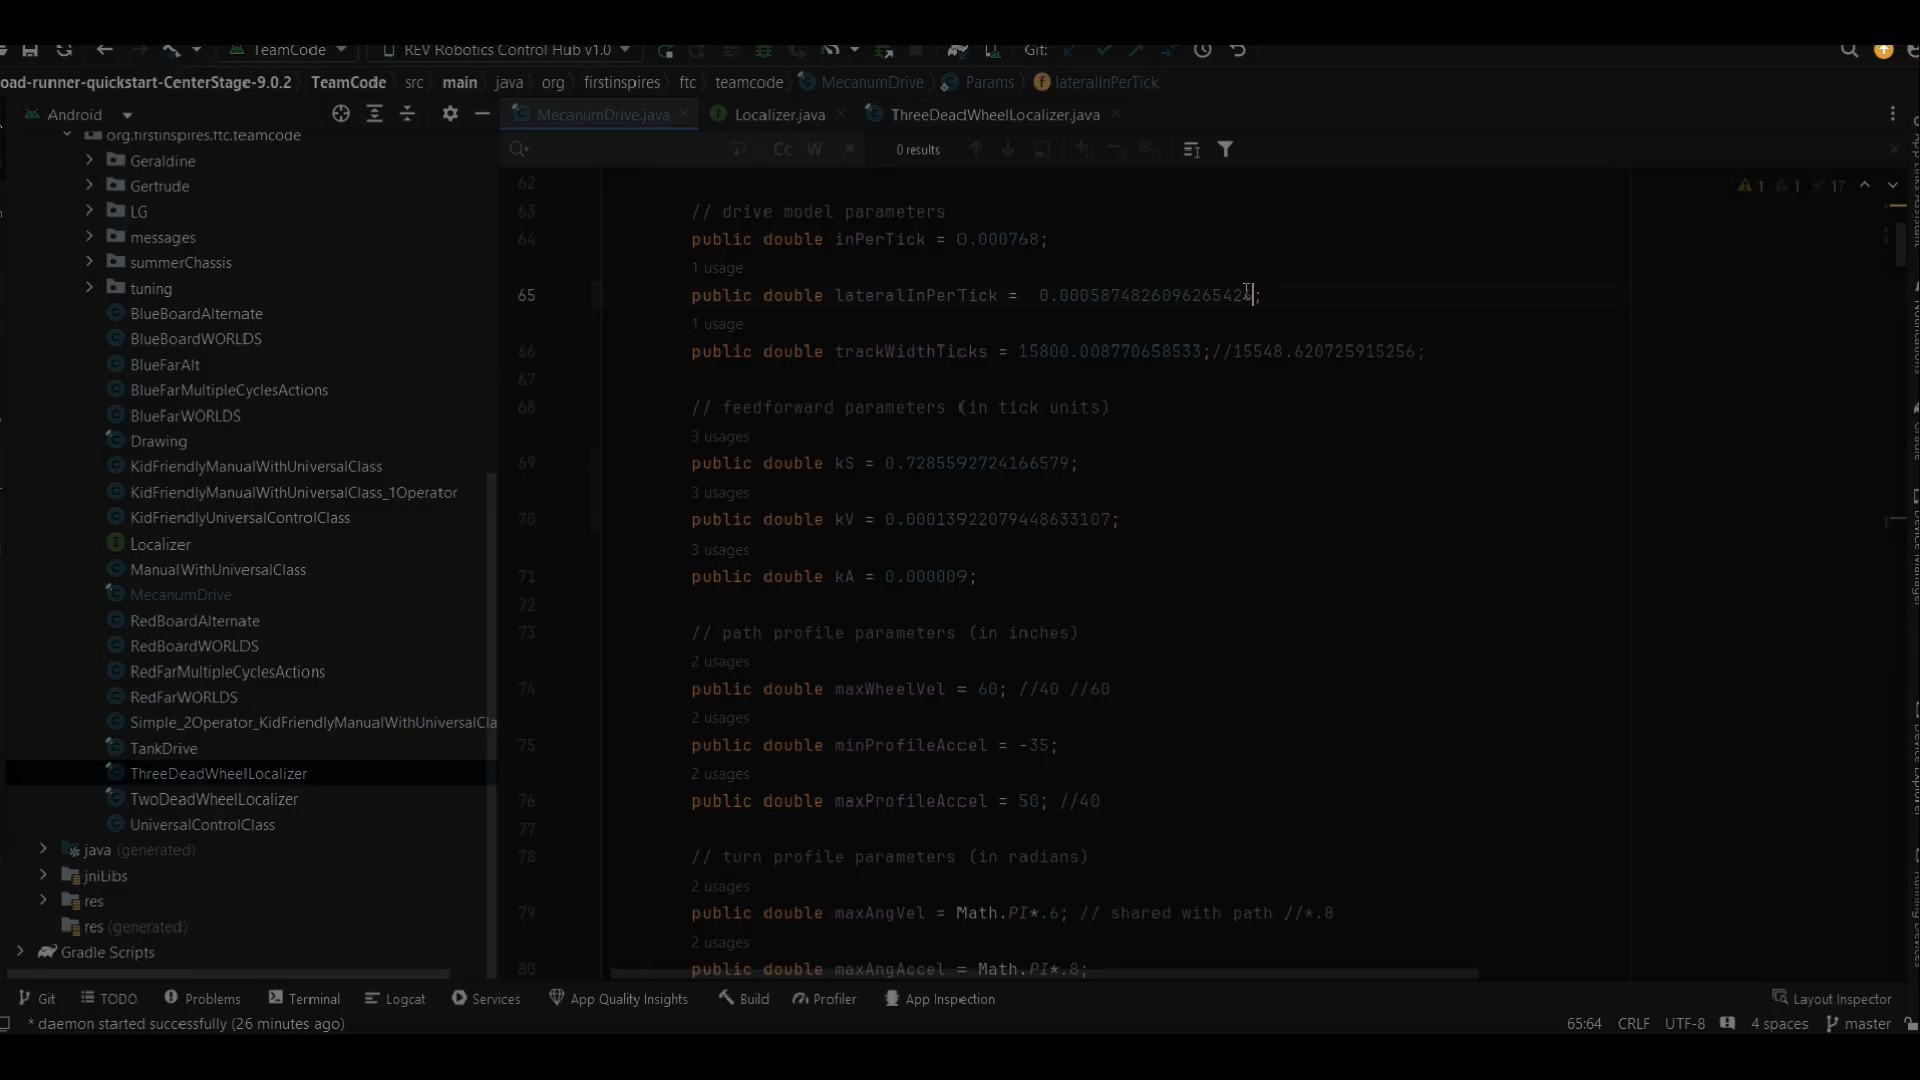 TeamCode
REV Robotics Control Hub v1.0
Git:
oad-runner-quickstart-CenterStage-9.0.2 TeamCode src main java org firstinspires ftc teamcode MecanumDrive Params lateralInPerTick
Android
MecanumDrive.java Localizer.java ThreeDeadWheelLocalizer.java
Cc W .* 0 results
org.firstinspires.ftc.teamcode
Geraldine
Gertrude
LG
messages
summerChassis
tuning
BlueBoardAlternate
BlueBoardWORLDS
BlueFarAlt
BlueFarMultipleCyclesActions
BlueFarWORLDS
Drawing
KidFriendlyManualWithUniversalClass
KidFriendlyManualWithUniversalClass_1Operator
KidFriendlyUniversalControlClass
Localizer
ManualWithUniversalClass
MecanumDrive
RedBoardAlternate
RedBoardWORLDS
RedFarMultipleCyclesActions
RedFarWORLDS
Simple_2Operator_KidFriendlyManualWithUniversalCla
TankDrive
ThreeDeadWheelLocalizer
TwoDeadWheelLocalizer
UniversalControlClass
java (generated)
jniLibs
res
res (generated)
Gradle Scripts
1 1 17
62
63 // drive model parameters
64 public double inPerTick = 0.000768;
1 usage
65 public double lateralInPerTick =
1 usage
66 public double trackWidthTicks = 15800.008770658533;//15548.620725915256;
67
68 // feedforward parameters (in tick units)
3 usages
69 public double kS = 0.7285592724166579;
3 usages
70 public double kV = 0.00013922079448633107;
3 usages
71 public double kA = 0.000009;
72
73 // path profile parameters (in inches)
2 usages
74 public double maxWheelVel = 60; //40 //60
2 usages
75 public double minProfileAccel = -35;
2 usages
76 public double maxProfileAccel = 50; //40
77
78 // turn profile parameters (in radians)
2 usages
79 public double maxAngVel = Math.PI*.6; // shared with path //*.8
2 usages
80 public double maxAngAccel = Math.PI*.8;
Git TODO Problems Terminal Logcat Services App Quality Insights Build Profiler App Inspection Layout Inspector
* daemon started successfully (26 minutes ago) 65:64 CRLF UTF-8 4 spaces master